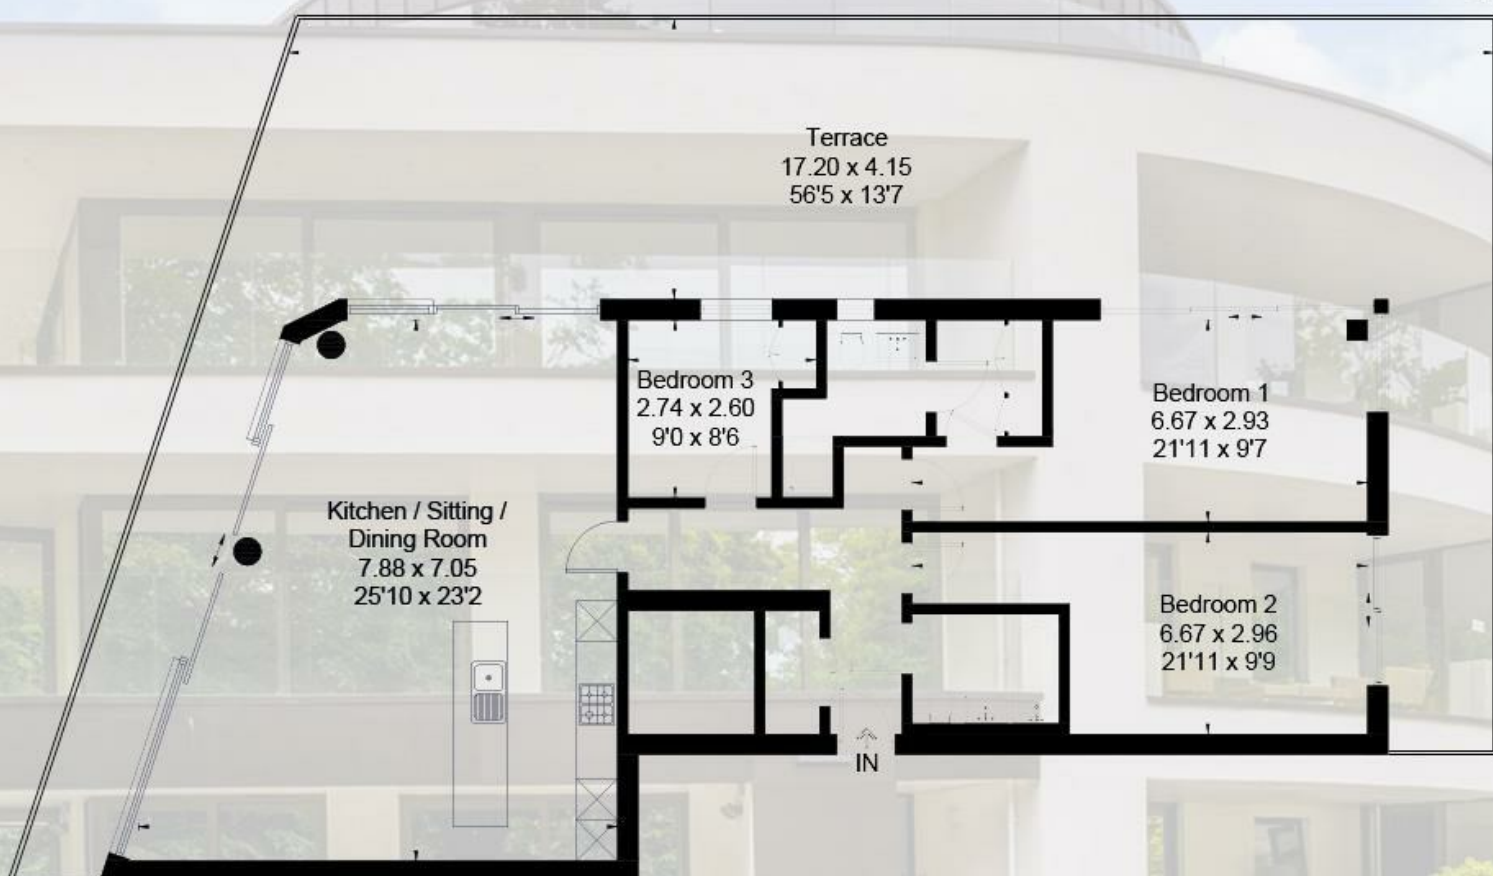 Terrace
17.20 x 4.15
56'5 x 13'7
Bedroom 3
2.74 x 2.60
9'0 x 8'6
Bedroom 1
6.67 x 2.93
21'11 x 9'7
Kitchen / Sitting /
Dining Room
7.88 x 7.05
25'10 x 23'2
Bedroom 2
6.67 x 2.96
21'11 x 9'9
IN